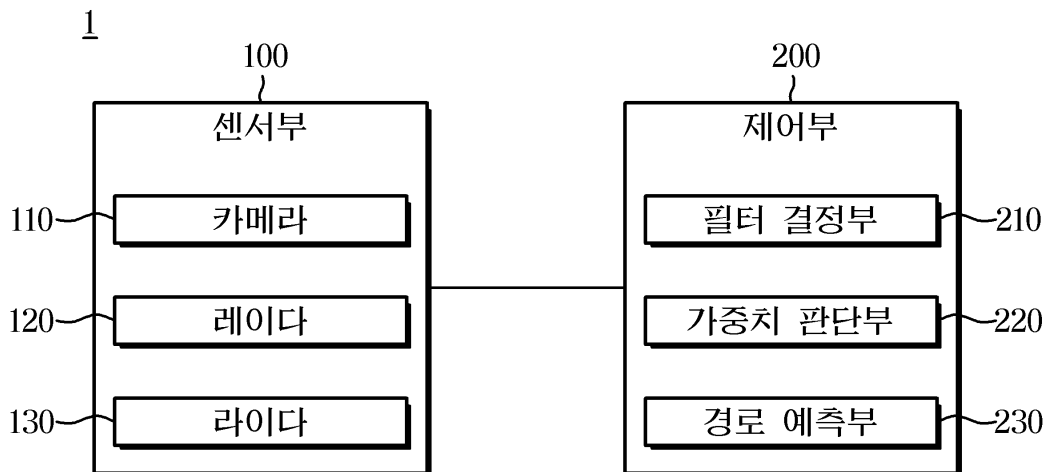 1
100
200
센서부
제어부
110
카메라
필터 결정부
210
120
레이다
가중치 판단부
220
130
라이다
경로 예측부
230